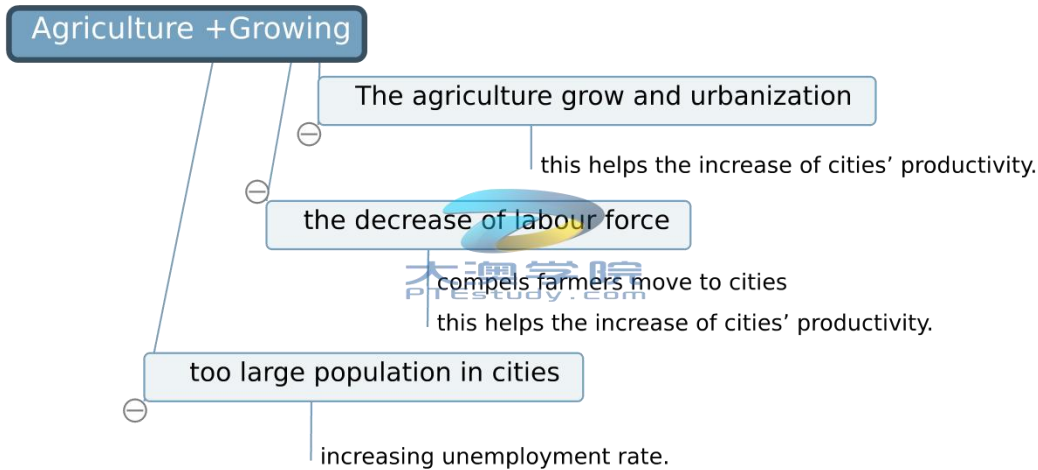 Agriculture +Growing
The agriculture grow and urbanization
this helps the increase of cities’ productivity.
the decrease of labour force
大澳学院
PTEstudy.com
compels farmers move to cities
this helps the increase of cities’ productivity.
too large population in cities
increasing unemployment rate.